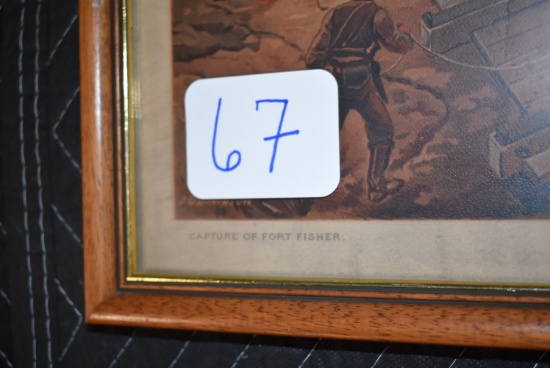 67
CAPTURE OF FORT FISHER.